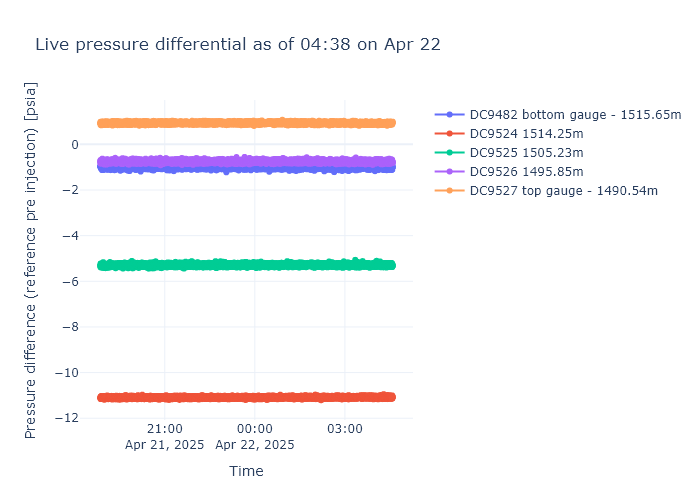 Live pressure differential as of 04:38 on Apr 22
Pressure difference (reference pre injection) [psia]
0
−2
−4
−6
−8
−10
−12
21:00
Apr 21, 2025
00:00
Apr 22, 2025
03:00
Time
DC9482 bottom gauge - 1515.65m
DC9524 1514.25m
DC9525 1505.23m
DC9526 1495.85m
DC9527 top gauge - 1490.54m